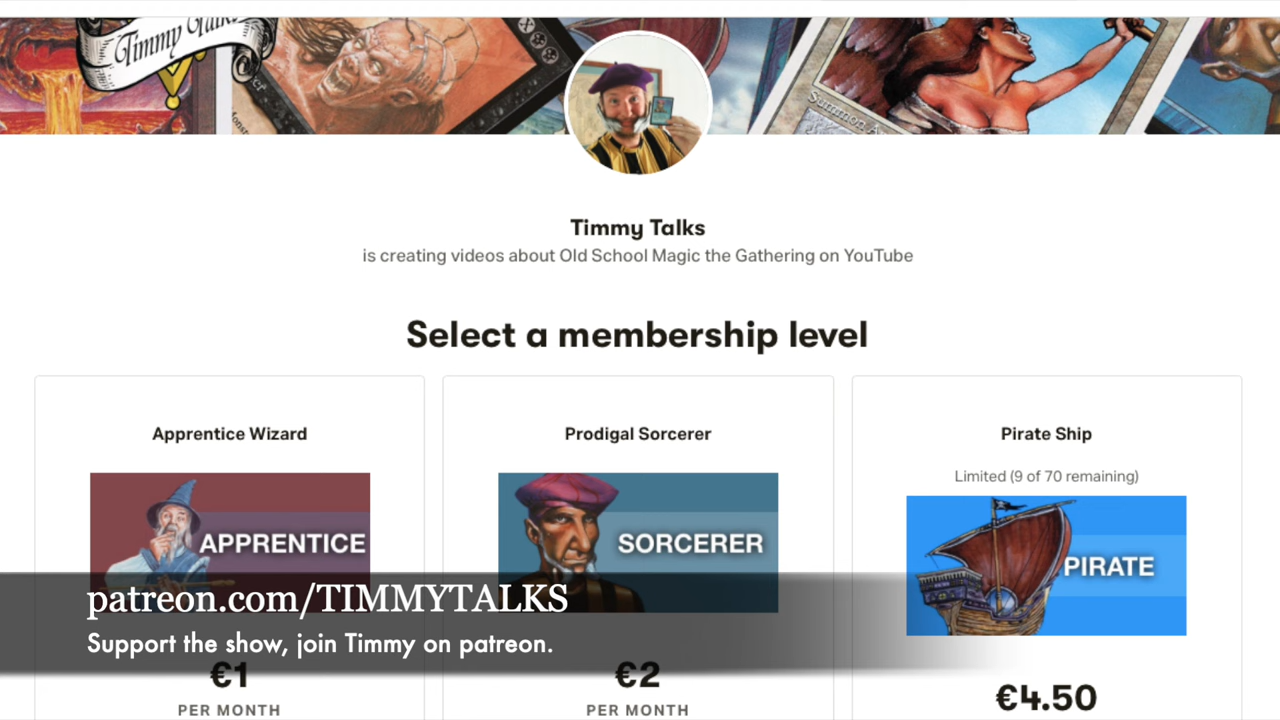 Timmy Talks
Summon A
Timmy Talks
is creating videos about Old School Magic the Gathering on YouTube
Select a membership level
Apprentice Wizard
Prodigal Sorcerer
Pirate Ship
Limited (9 of 70 remaining)
APPRENTICE
SORCERER
PIRATE
patreon.com/TIMMYTALKS
Support the show, join Timmy on patreon.
€1
€2
€4.50
PER MONTH
PER MONTH